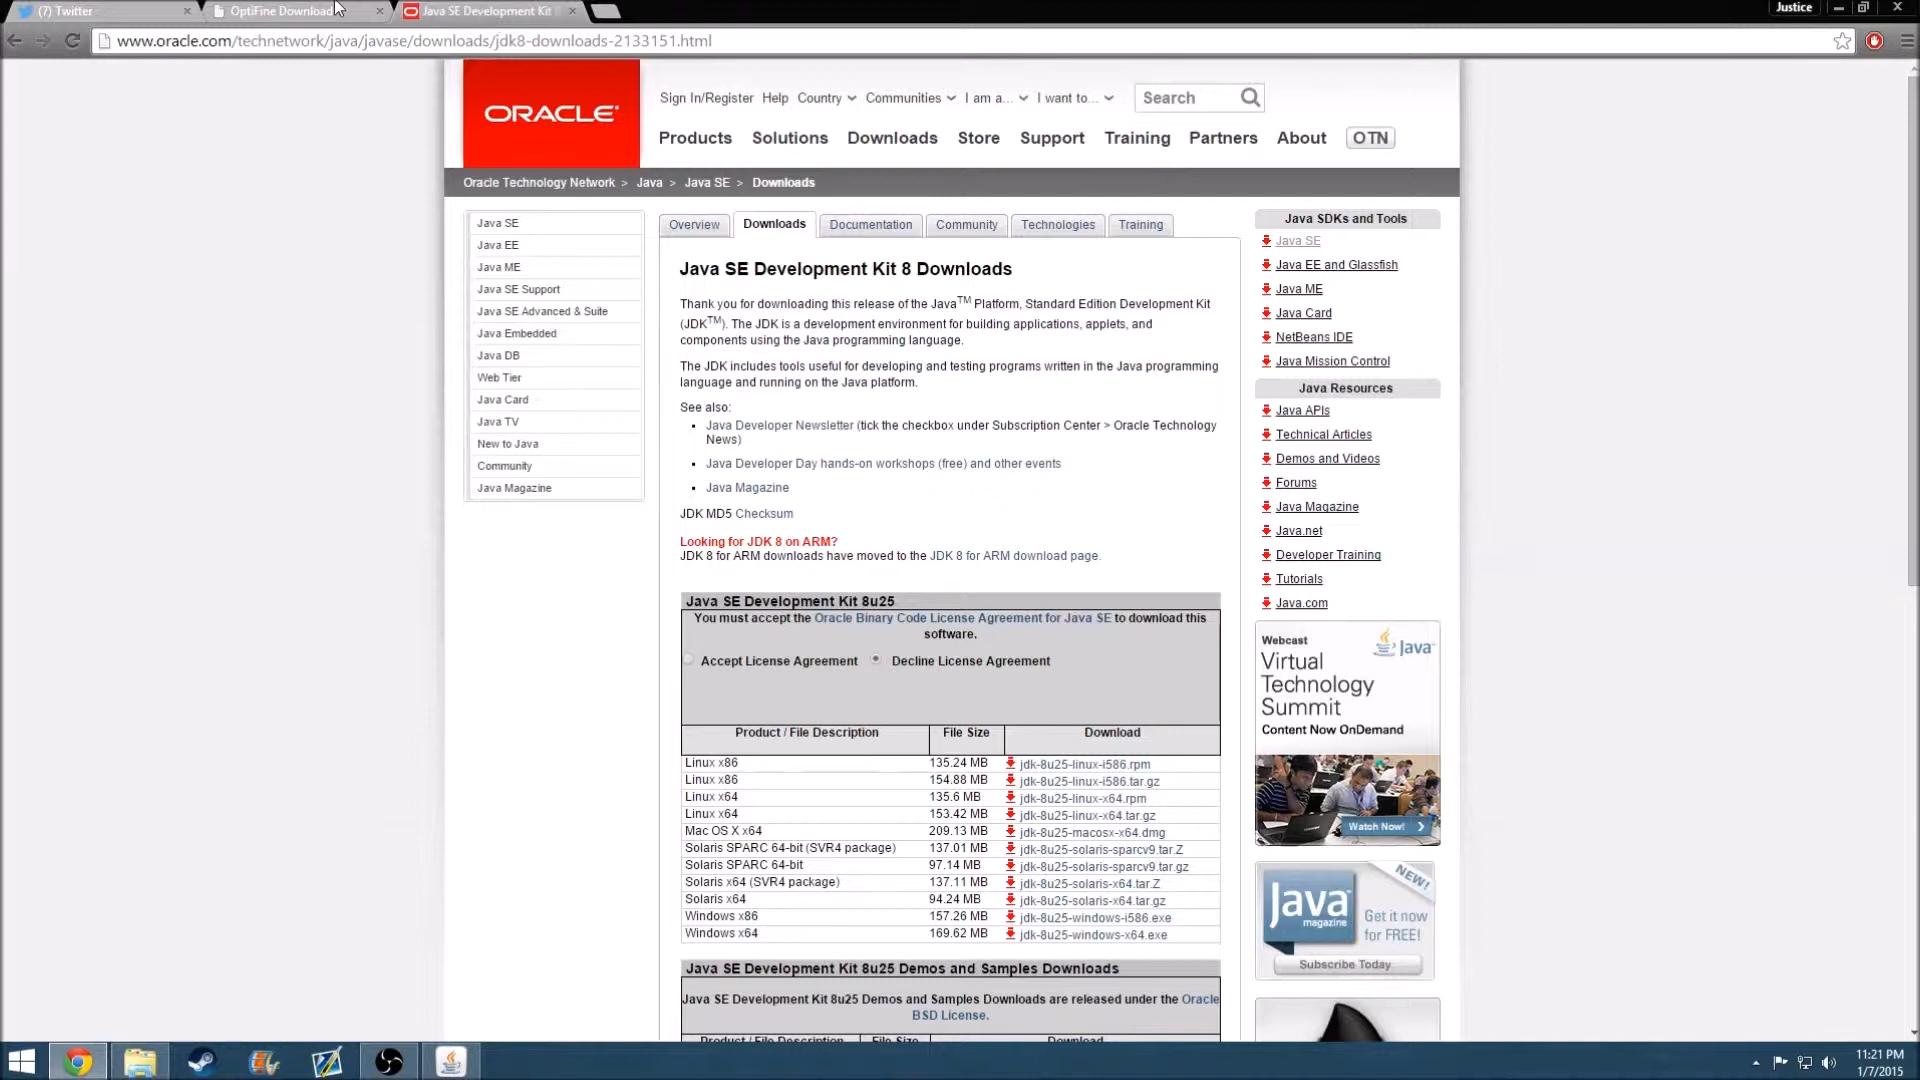 (7) Twitter
OptiFine Download
Java SE Development Kit 8
Justice
www.oracle.com/technetwork/java/javase/downloads/jdk8-downloads-2133151.html
ORACLE
Sign In/Register Help Country Communities I am a... I want to... Search
Products Solutions Downloads Store Support Training Partners About OTN
Oracle Technology Network > Java > Java SE > Downloads
Java SE
Java EE
Java ME
Java SE Support
Java SE Advanced & Suite
Java Embedded
Java DB
Web Tier
Java Card
Java TV
New to Java
Community
Java Magazine
Overview Downloads Documentation Community Technologies Training
Java SE Development Kit 8 Downloads
Thank you for downloading this release of the Java™ Platform, Standard Edition Development Kit
(JDK™). The JDK is a development environment for building applications, applets, and
components using the Java programming language.
The JDK includes tools useful for developing and testing programs written in the Java programming
language and running on the Java platform.
See also:
Java Developer Newsletter (tick the checkbox under Subscription Center > Oracle Technology
News)
Java Developer Day hands-on workshops (free) and other events
Java Magazine
JDK MD5 Checksum
Looking for JDK 8 on ARM?
JDK 8 for ARM downloads have moved to the JDK 8 for ARM download page.
Java SE Development Kit 8u25
You must accept the Oracle Binary Code License Agreement for Java SE to download this
software.
Accept License Agreement Decline License Agreement
Product / File Description File Size Download
Linux x86 135.24 MB jdk-8u25-linux-i586.rpm
Linux x86 154.88 MB jdk-8u25-linux-i586.tar.gz
Linux x64 135.6 MB jdk-8u25-linux-x64.rpm
Linux x64 153.42 MB jdk-8u25-linux-x64.tar.gz
Mac OS X x64 209.13 MB jdk-8u25-macosx-x64.dmg
Solaris SPARC 64-bit (SVR4 package) 137.01 MB jdk-8u25-solaris-sparcv9.tar.Z
Solaris SPARC 64-bit 97.14 MB jdk-8u25-solaris-sparcv9.tar.gz
Solaris x64 (SVR4 package) 137.11 MB jdk-8u25-solaris-x64.tar.Z
Solaris x64 94.24 MB jdk-8u25-solaris-x64.tar.gz
Windows x86 157.26 MB jdk-8u25-windows-i586.exe
Windows x64 169.62 MB jdk-8u25-windows-x64.exe
Java SE Development Kit 8u25 Demos and Samples Downloads
Java SE Development Kit 8u25 Demos and Samples Downloads are released under the Oracle
BSD License.
Product / File Description File Size Download
Java SDKs and Tools
Java SE
Java EE and Glassfish
Java ME
Java Card
NetBeans IDE
Java Mission Control
Java Resources
Java APIs
Technical Articles
Demos and Videos
Forums
Java Magazine
Java.net
Developer Training
Tutorials
Java.com
Webcast
Java
Virtual
Technology
Summit
Content Now OnDemand
Watch Now!
NEW!
Java
magazine
Get it now
for FREE!
Subscribe Today
11:21 PM
1/7/2015